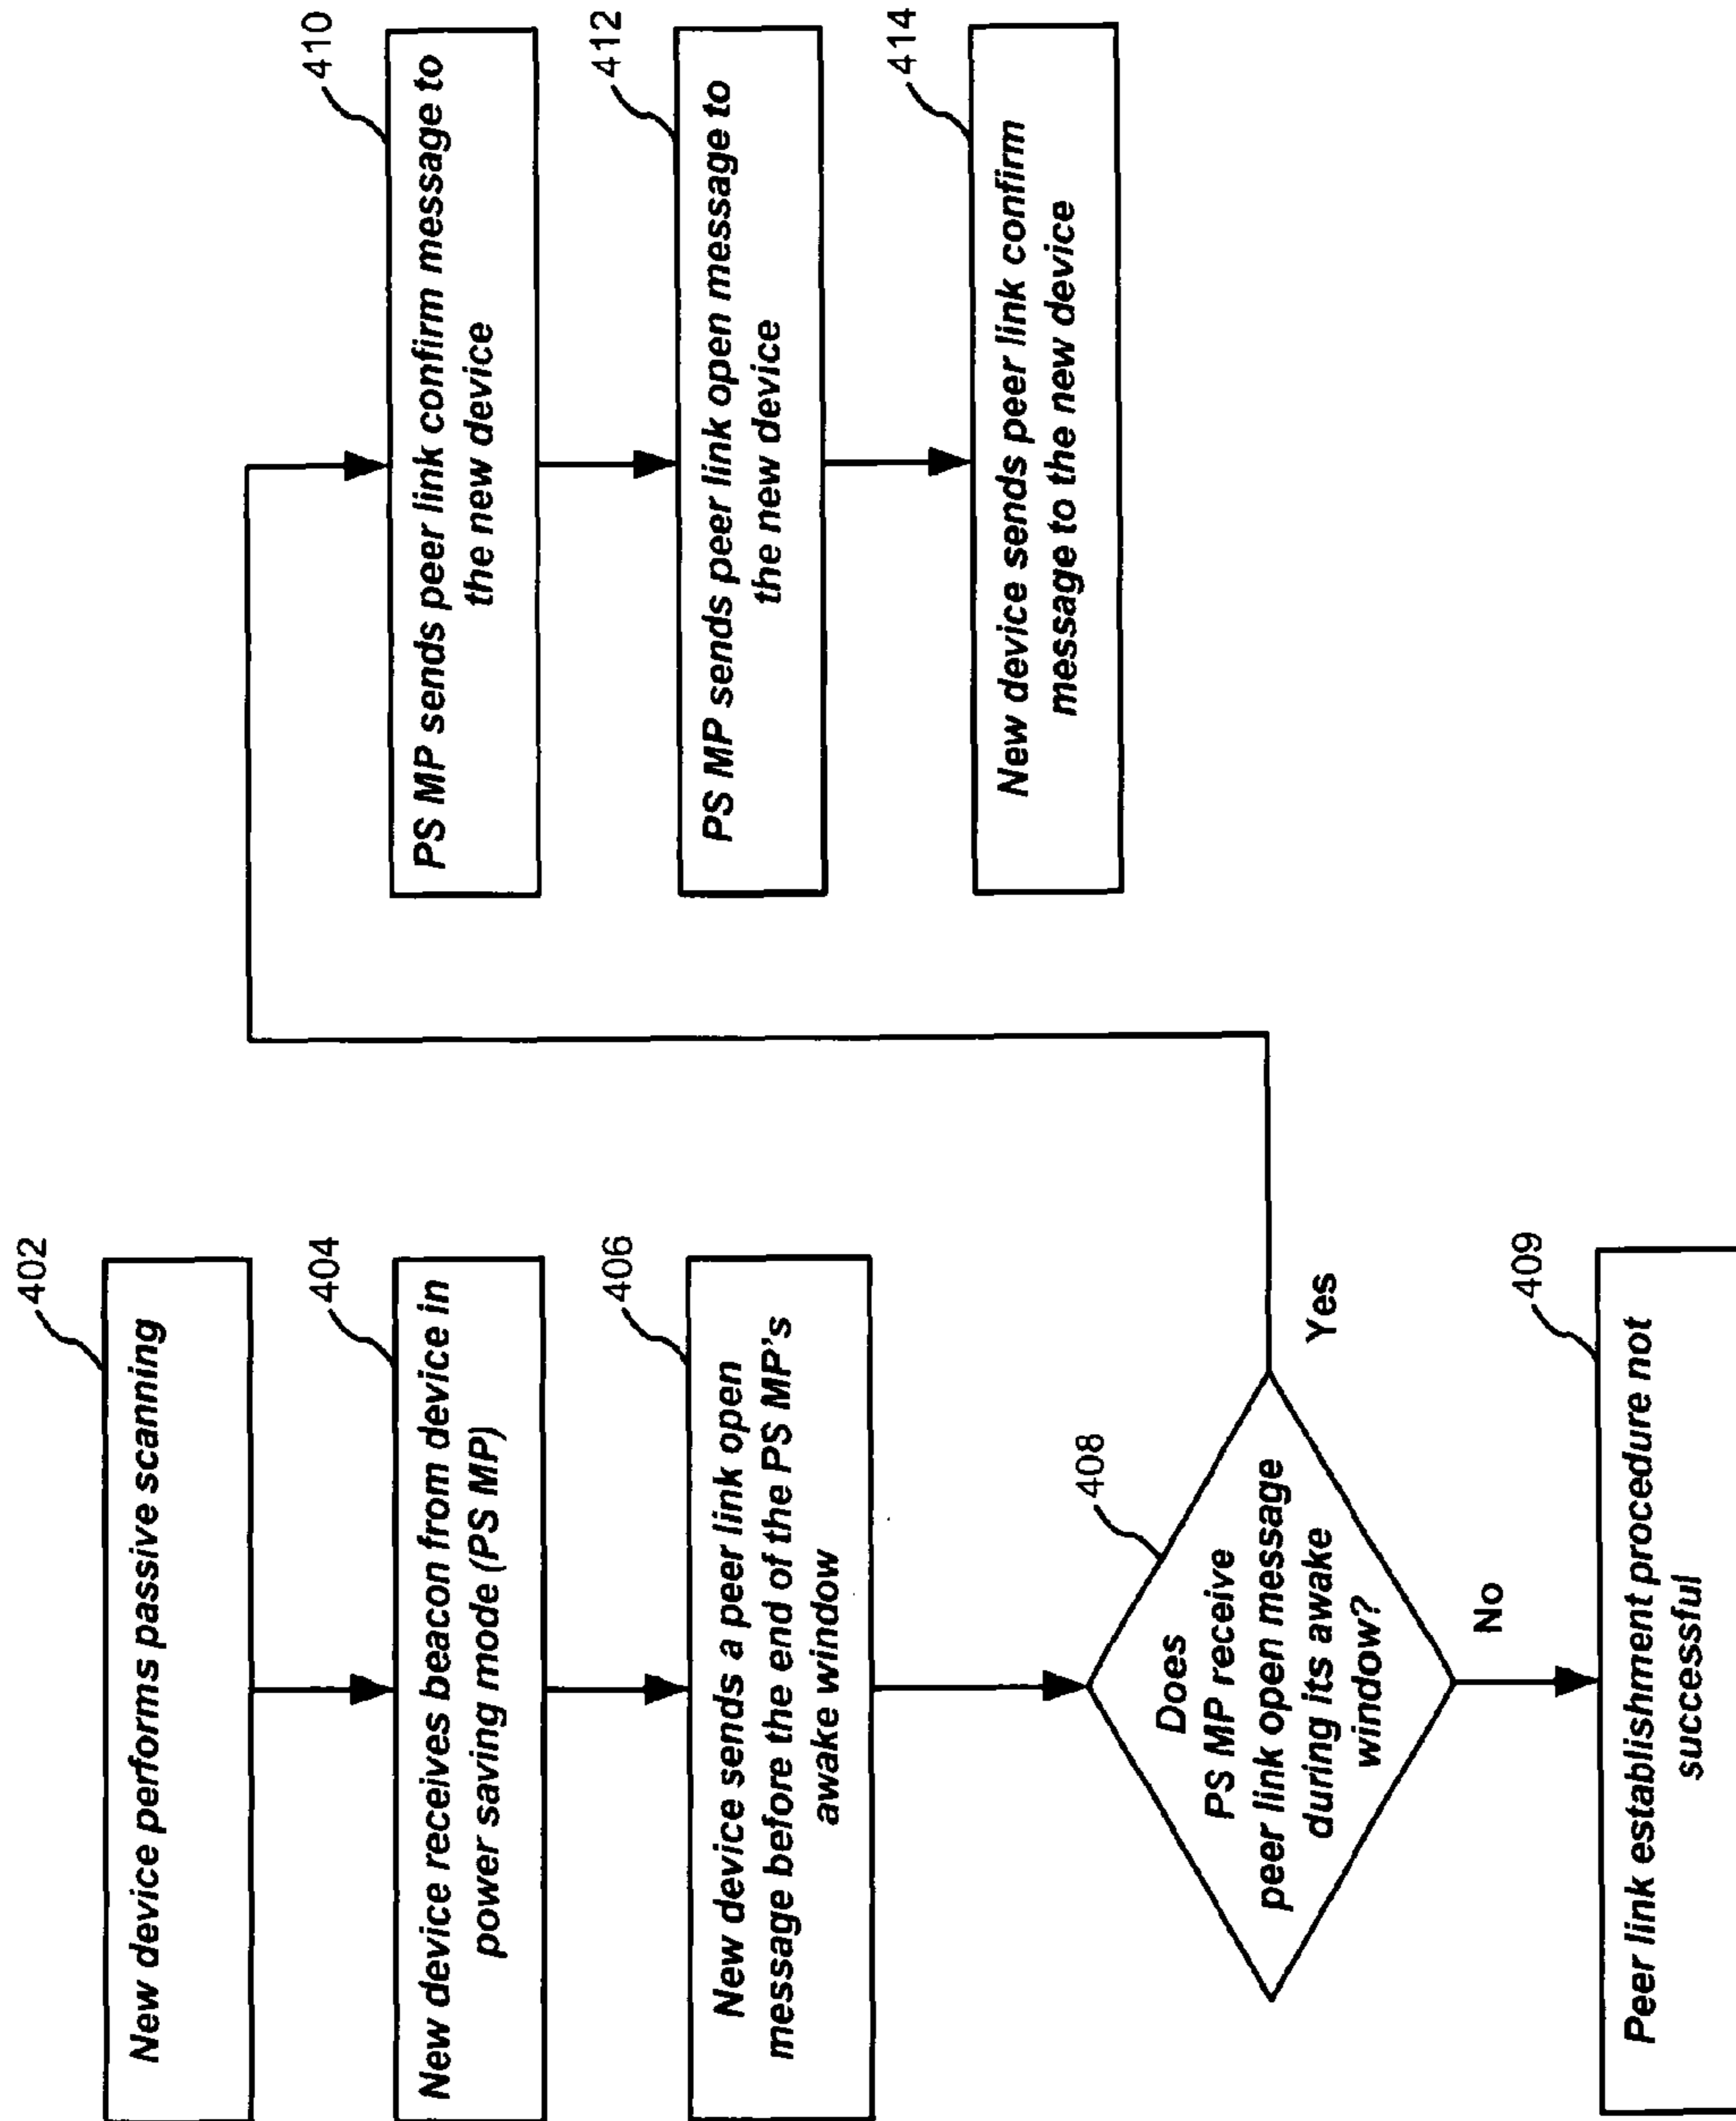 402
New device performs passive scanning
404
New device receives beacon from device in
power saving mode (PS MP)
406
New device sends a peer link open
message before the end of the PS MP's
awake window
408
Does
PS MP receive
peer link open message
during its awake
window?
Yes
No
409
Peer link establishment procedure not
successful
410
PS MP sends peer link confirm message to
the new device
412
PS MP sends peer link open message to
the new device
414
New device sends peer link confirm
message to the new device